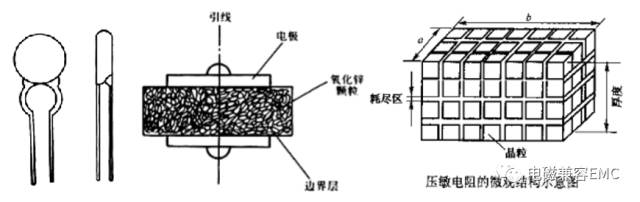 引线
电极
氧化锌
颗粒
边界层
a
b
耗尽区
厚度
晶粒
压敏电阻的微观结构示意图
电磁兼容EMC